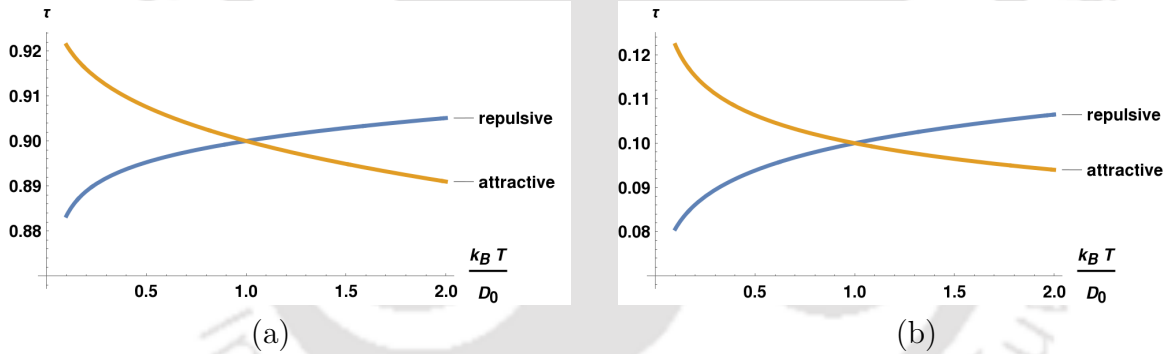 τ
0.92
0.91
0.90
0.89
0.88
repulsive
attractive
0.5 1.0 1.5 2.0
k_B T
D_0
(a)
τ
0.12
0.11
0.10
0.09
0.08
repulsive
attractive
0.5 1.0 1.5 2.0
k_B T
D_0
(b)